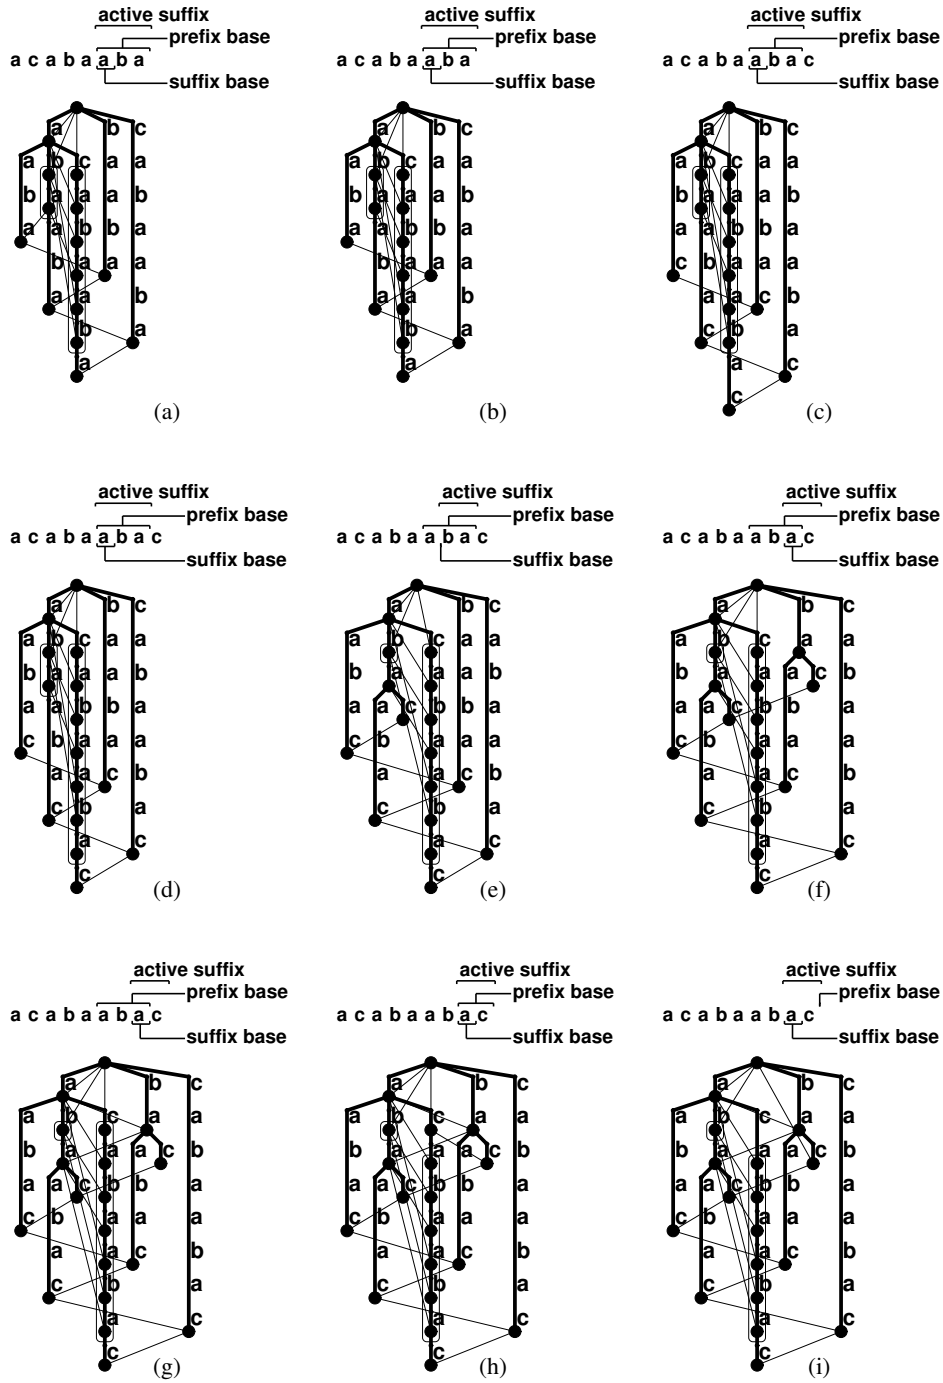 active suffix
prefix base
a c a b a a b a
suffix base
a b c
a b c a a
b a a a b
a a b b a
b a a a
a a b
b a
a
(a)
active suffix
prefix base
a c a b a a b a
suffix base
a b c
a b c a a
b a a a b
a a b b a
b a a a
a a b
b a
a
(b)
active suffix
prefix base
a c a b a a b a c
suffix base
a b c
a b c a a
b a a a b
a a b b a
c b a a a
a a c b
c b a
a c
c
(c)
active suffix
prefix base
a c a b a a b a c
suffix base
a b c
a b c a a
b a a a b
a a b b a
c b a a a
a a c b
c b a
a c
c
(d)
active suffix
prefix base
a c a b a a b a c
suffix base
a b c
a b c a a
b a a a b
a a c b b a
c b a a a
a a c b
c b a
a c
c
(e)
active suffix
prefix base
a c a b a a b a c
suffix base
a b c
a b c a a
b a a a c b
a a c b b a
c b a a a
a a c b
c b a
a c
c
(f)
active suffix
prefix base
a c a b a a b a c
suffix base
a b c
a b c a a
b a a a c b
a a c b b a
c b a a a
a a c b
c b a
a c
c
(g)
active suffix
prefix base
a c a b a a b a c
suffix base
a b c
a b c a a
b a a a c b
a a c b b a
c b a a a
a a c b
c b a
a c
c
(h)
active suffix
prefix base
a c a b a a b a c
suffix base
a b c
a b c a a
b a a a c b
a a c b b a
c b a a a
a a c b
c b a
a c
c
(i)